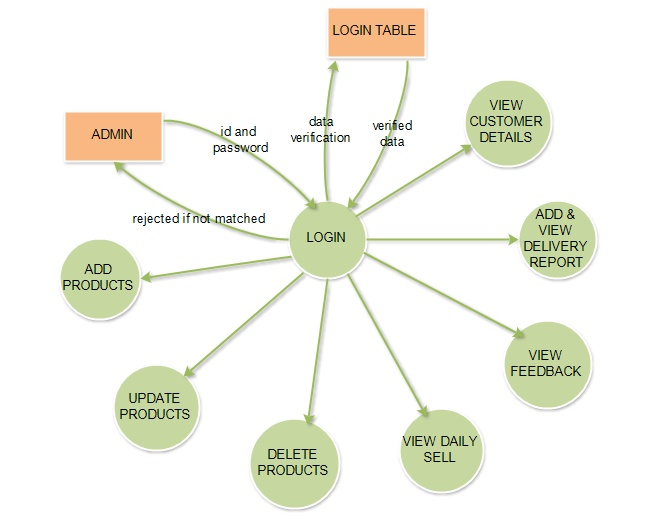 LOGIN TABLE
VIEW
CUSTOMER
DETAILS
ADMIN
id and
password
data
verification
verified
data
rejected if not matched
LOGIN
ADD &
VIEW
DELIVERY
REPORT
ADD
PRODUCTS
VIEW
FEEDBACK
UPDATE
PRODUCTS
DELETE
PRODUCTS
VIEW DAILY
SELL